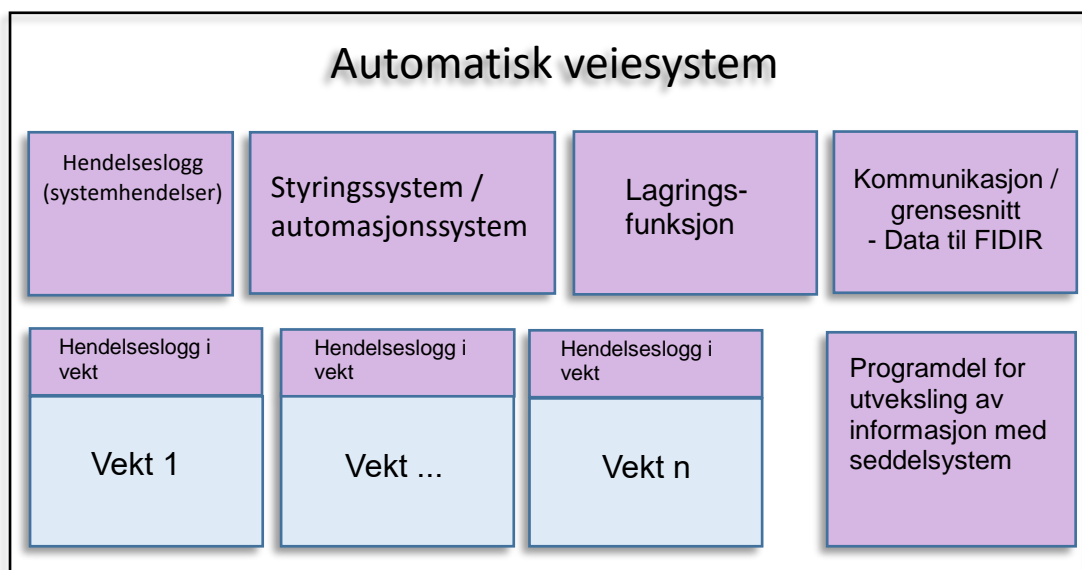 Automatisk veiesystem
Hendelseslogg
(systemhendelser)
Styringssystem /
automasjonssystem
Lagrings-
funksjon
Kommunikasjon /
grensesnitt
- Data til FIDIR
Hendelseslogg i
vekt
Vekt 1
Hendelseslogg i
vekt
Vekt ...
Hendelseslogg i
vekt
Vekt n
Programdel for
utveksling av
informasjon med
seddelsystem